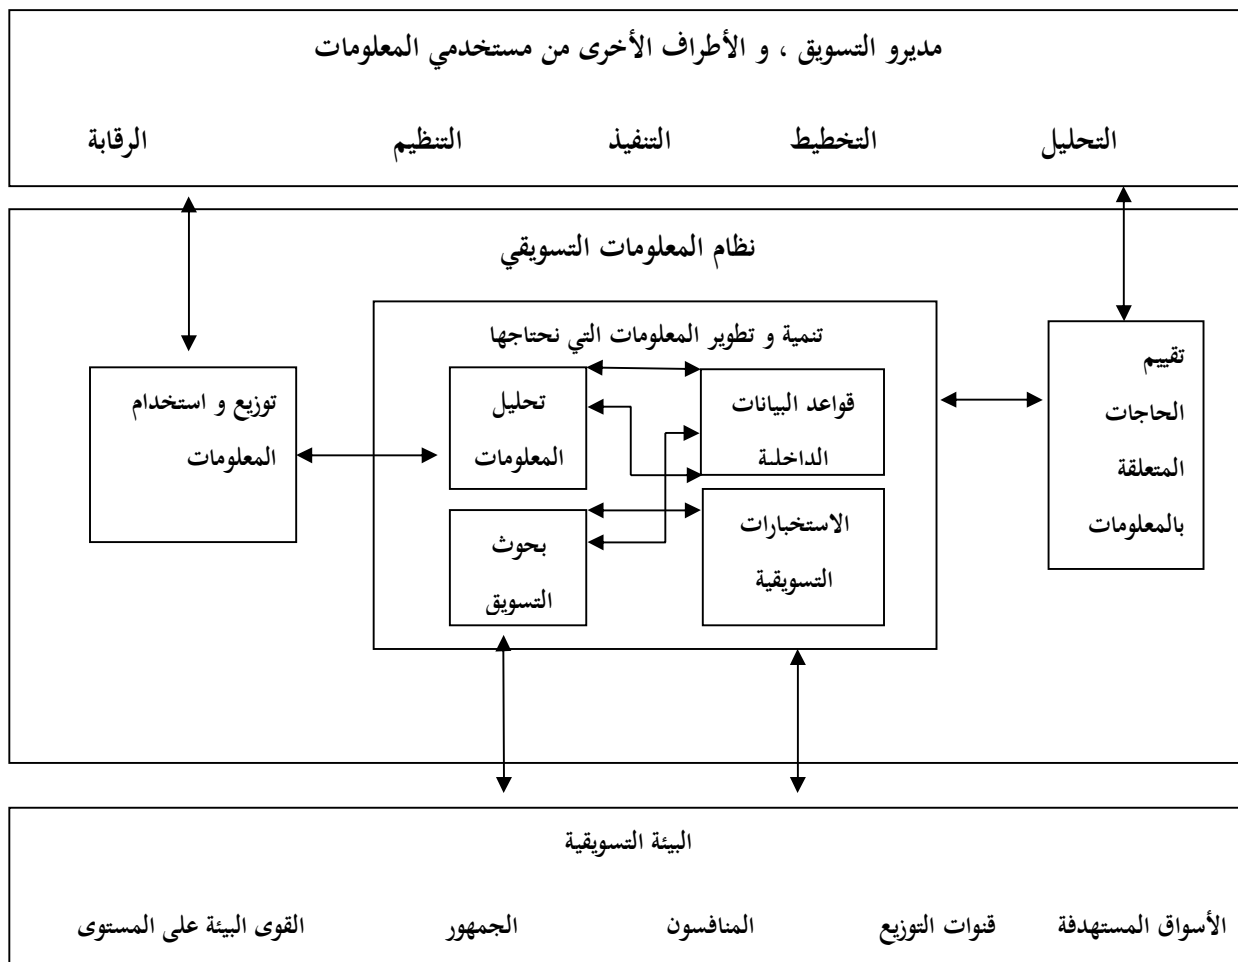 مديرو التسويق ، و الأطراف الأخرى من مستخدمي المعلومات
التحليل التخطيط التنفيذ التنظيم الرقابة
نظام المعلومات التسويقي
تنمية و تطوير المعلومات التي نحتاجها
تقييم
الحاجات
المتعلقة
بالمعلومات
قواعد البيانات
الداخلـة
تحليل
المعلومات
توزيع و استخدام
المعلومات
الاستخبارات
التسويقية
بحوث
التسويق
البيئة التسويقية
الأسواق المستهدفة قنوات التوزيع المنافسون الجمهور القوى البيئة على المستوى